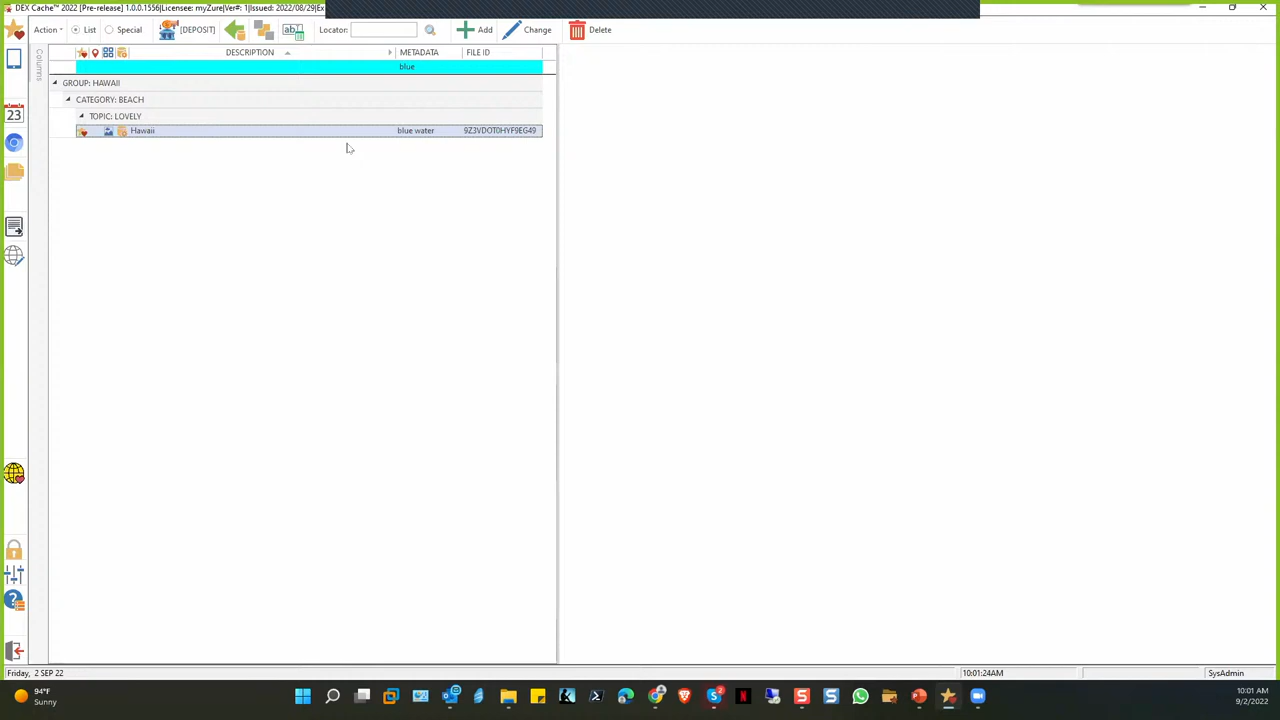 DEX Cache™ 2022 [Pre-release] 1.0.0.1556|Licensee: myZure|Ver#: 1|Issued: 2022/08/29|Ex
Action List Special [DEPOSIT] Locator: Add Change Delete
Columns
DESCRIPTION METADATA FILE ID
blue
GROUP: HAWAII
CATEGORY: BEACH
TOPIC: LOVELY
Hawaii blue water 9Z3VDOT0HYF9EG49
23
Friday, 2 SEP 22 10:01:24AM SysAdmin
94°F
Sunny
10:01 AM
9/2/2022